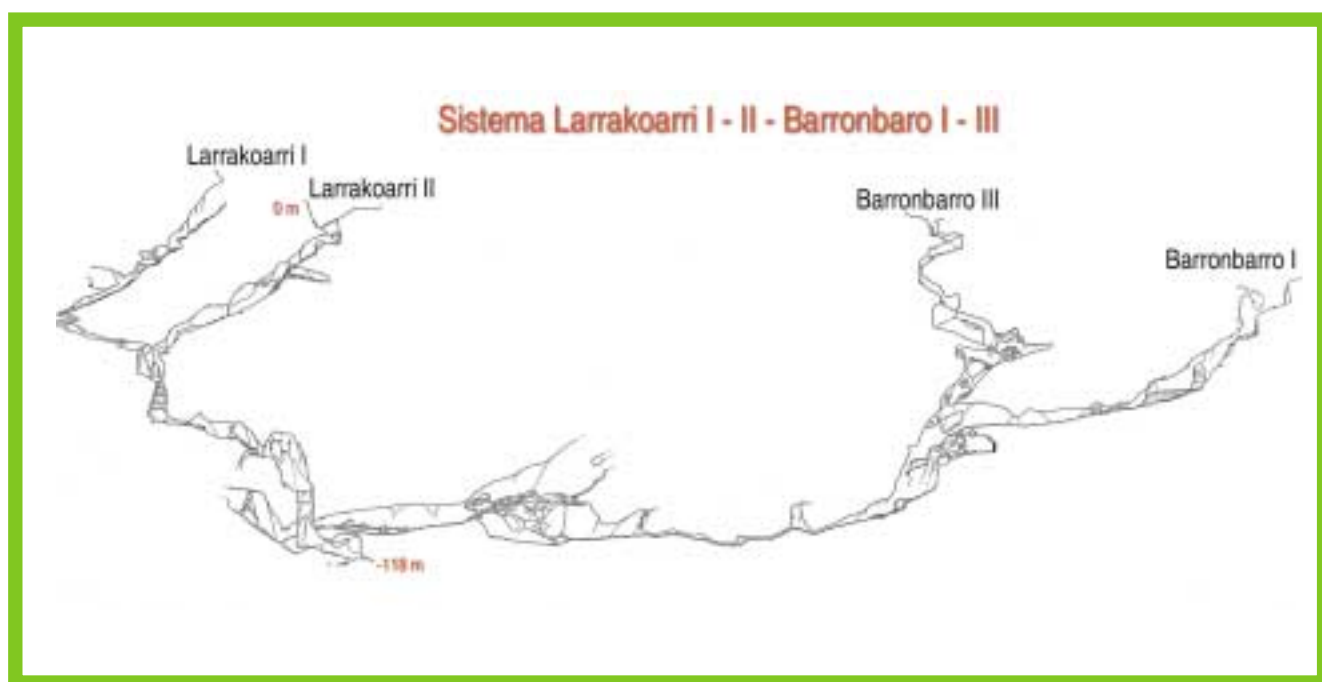 Sistema Larrakoarri I - II - Barronbaro I - III
Larrakoarri I
Larrakoarri II
0 m
Barronbarro III
Barronbarro I
-118 m